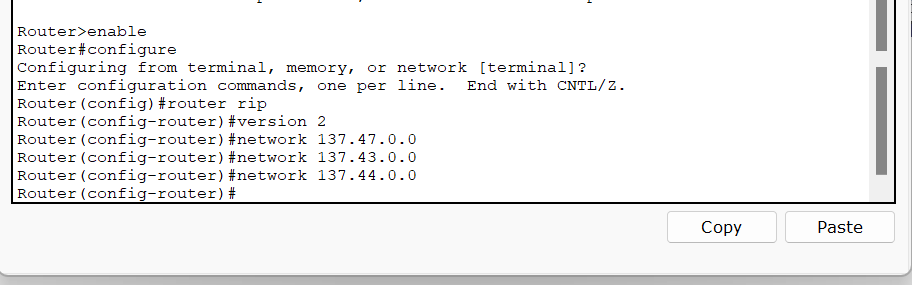 Router>enable
Router#configure
Configuring from terminal, memory, or network [terminal]?
Enter configuration commands, one per line.  End with CNTL/Z.
Router(config)#router rip
Router(config-router)#version 2
Router(config-router)#network 137.47.0.0
Router(config-router)#network 137.43.0.0
Router(config-router)#network 137.44.0.0
Router(config-router)#
Copy Paste